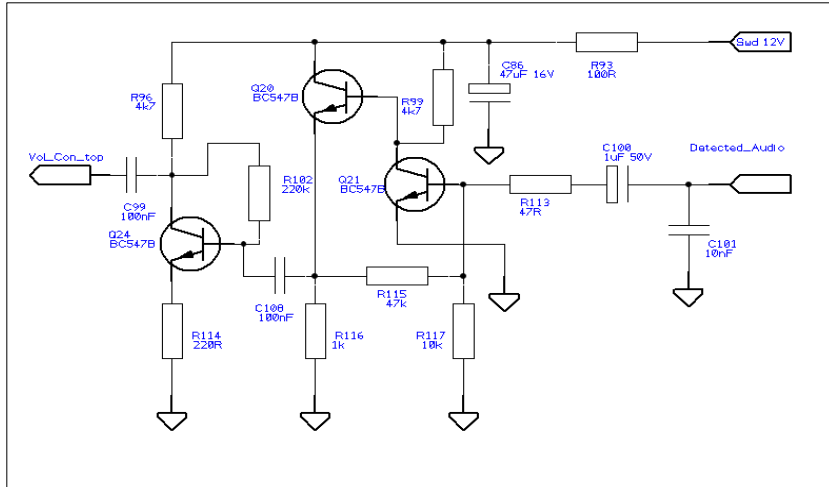 Swd 12V
C86
47uF 16V
R93
100R
Q20
BC547B
R96
4k7
R99
4k7
C100
1uF 50V
Detected_Audio
Vol_Con_top
R102
220k
Q21
BC547B
C99
100nF
R113
47R
Q24
BC547B
C101
10nF
R115
47k
C108
100nF
R114
220R
R116
1k
R117
10k